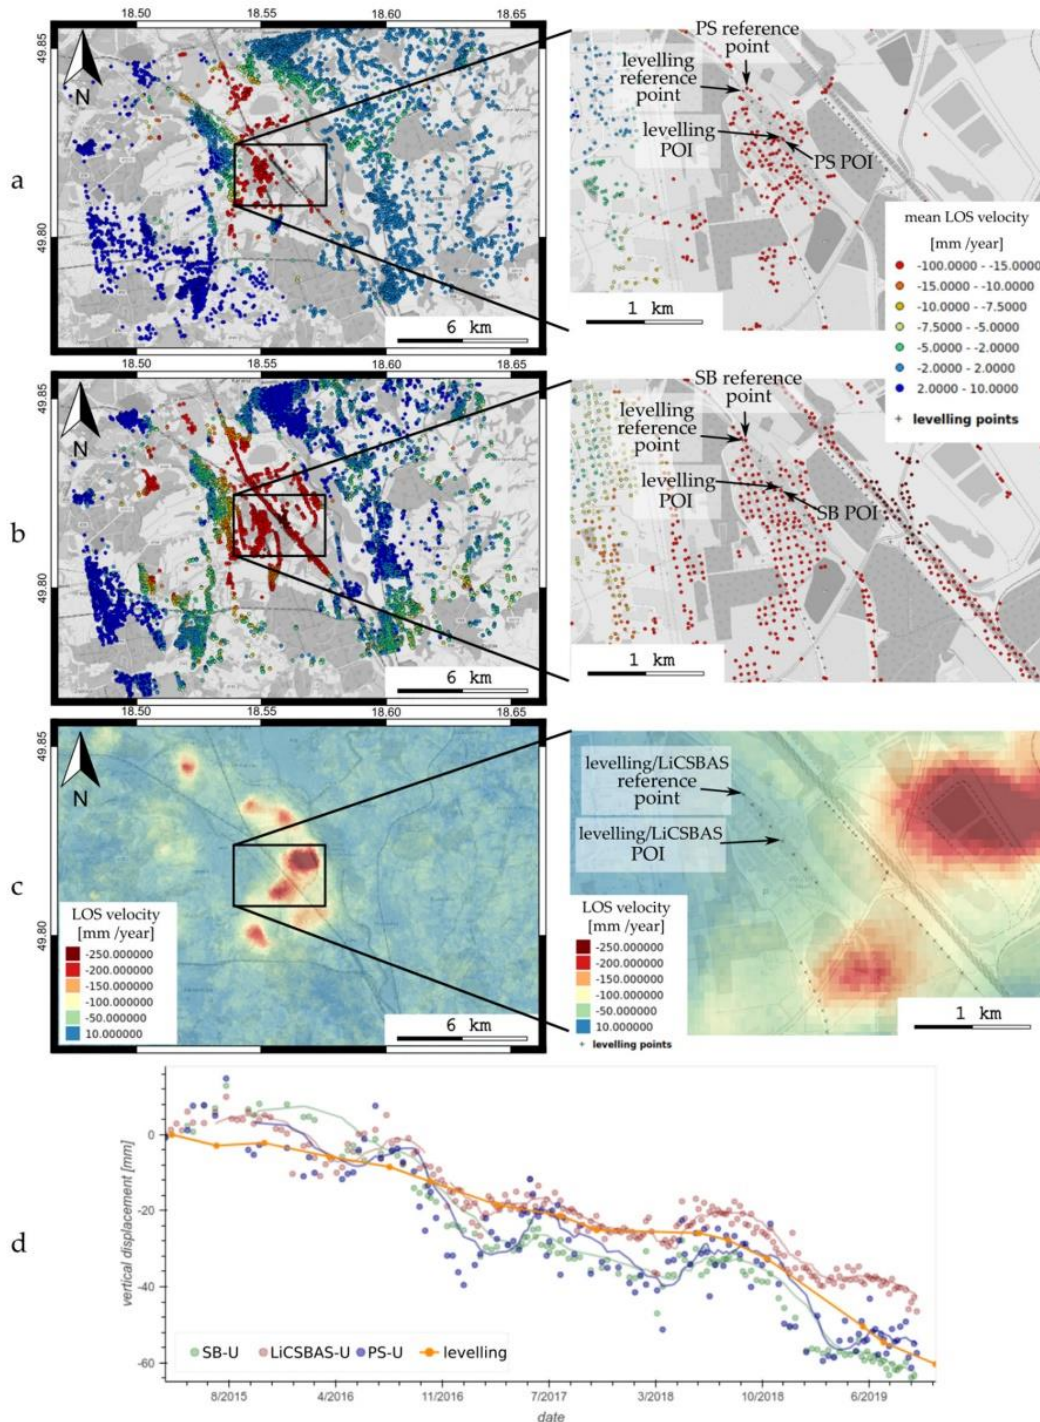 18.50 18.55 18.60 18.65
49.85
49.80
N
6 km
a
PS reference
point
levelling
reference
point
levelling
POI
PS POI
1 km
mean LOS velocity
[mm /year]
-100.0000 - -15.0000
-15.0000 - -10.0000
-10.0000 - -7.5000
-7.5000 - -5.0000
-5.0000 - -2.0000
-2.0000 - 2.0000
2.0000 - 10.0000
levelling points
49.85
49.80
N
6 km
b
SB reference
point
levelling
reference
point
levelling
POI
SB POI
1 km
18.50 18.55 18.60 18.65
49.85
49.80
N
c
LOS velocity
[mm /year]
-250.000000
-200.000000
-150.000000
-100.000000
-50.000000
10.000000
6 km
levelling/LiCSBAS
reference
point
levelling/LiCSBAS
POI
LOS velocity
[mm /year]
-250.000000
-200.000000
-150.000000
-100.000000
-50.000000
10.000000
levelling points
1 km
18.50 18.55 18.60 18.65
d
vertical displacement [mm]
0
-20
-40
-60
SB-U LiCSBAS-U PS-U levelling
8/2015 4/2016 11/2016 7/2017 3/2018 10/2018 6/2019
date